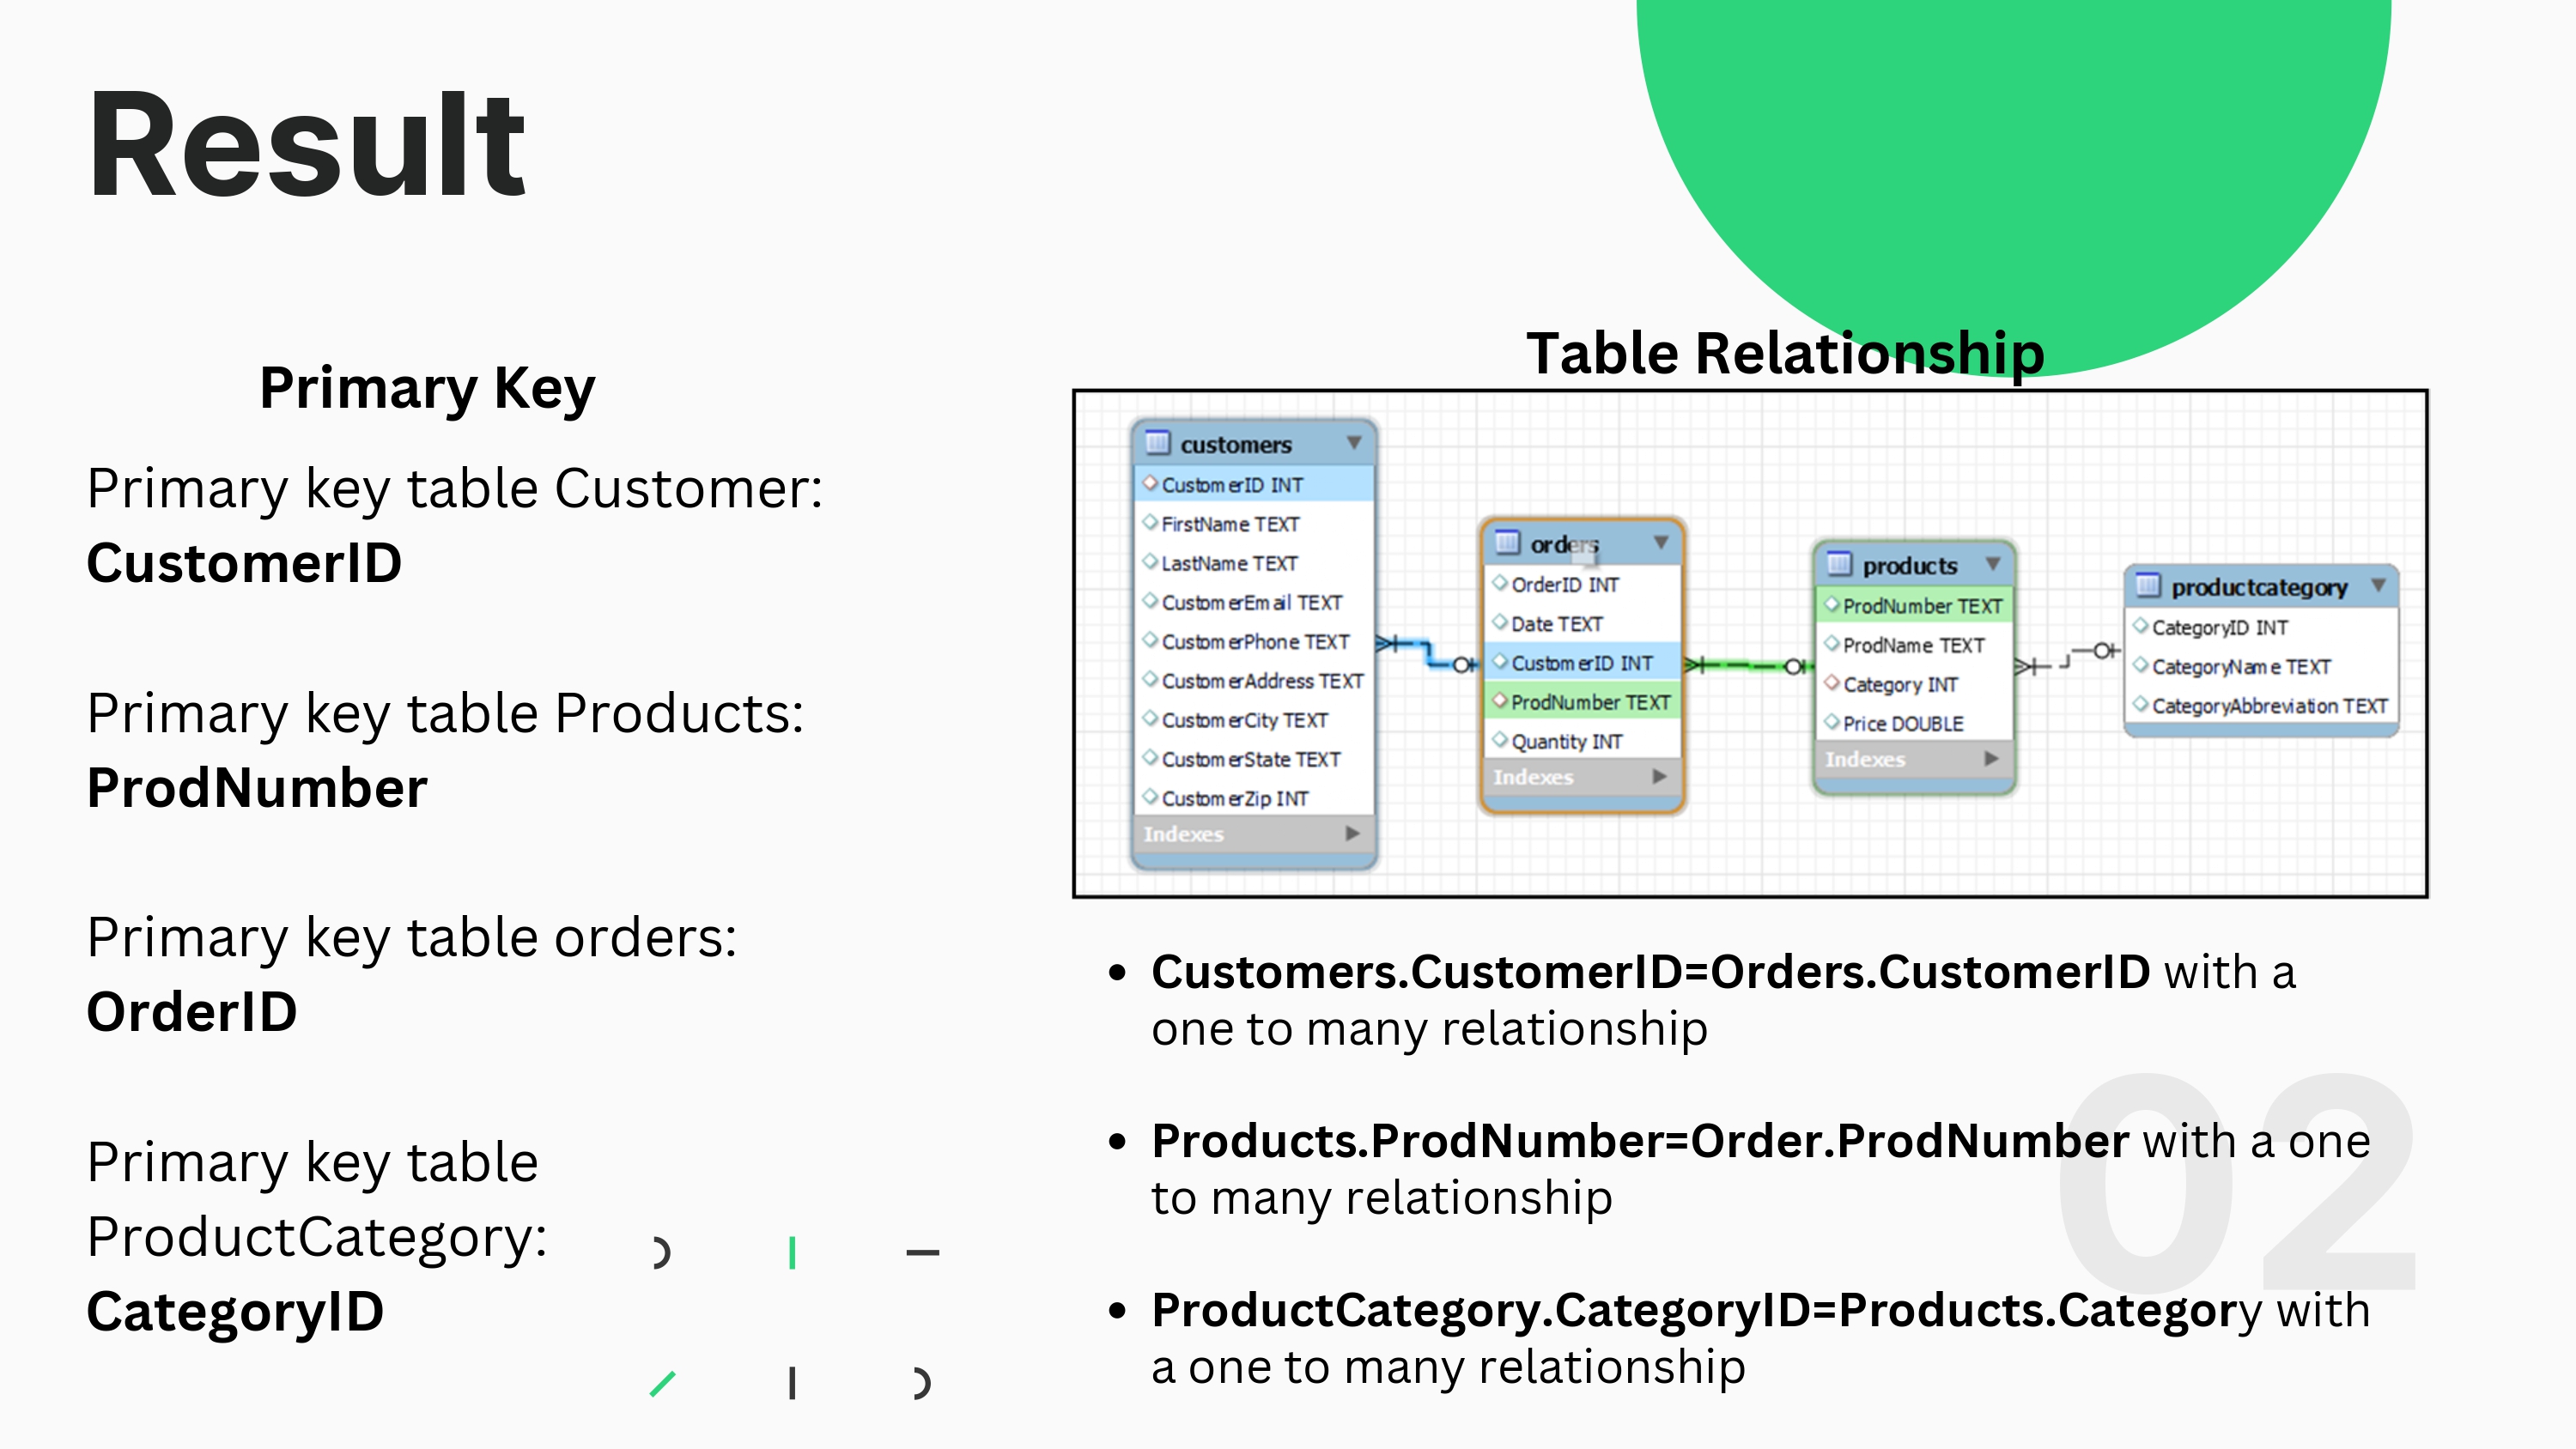 Result
Primary Key
Primary key table Customer:
CustomerID
Primary key table Products:
ProdNumber
Primary key table orders:
OrderID
Primary key table
ProductCategory:
CategoryID
Table Relationship
customers
CustomerID INT
FirstName TEXT
LastName TEXT
CustomerEmail TEXT
CustomerPhone TEXT
CustomerAddress TEXT
CustomerCity TEXT
CustomerState TEXT
CustomerZip INT
Indexes
orders
OrderID INT
Date TEXT
CustomerID INT
ProdNumber TEXT
Quantity INT
Indexes
products
ProdNumber TEXT
ProdName TEXT
Category INT
Price DOUBLE
Indexes
productcategory
CategoryID INT
CategoryName TEXT
CategoryAbbreviation TEXT
• Customers.CustomerID=Orders.CustomerID with a
one to many relationship
• Products.ProdNumber=Order.ProdNumber with a one
to many relationship
• ProductCategory.CategoryID=Products.Category with
a one to many relationship
02